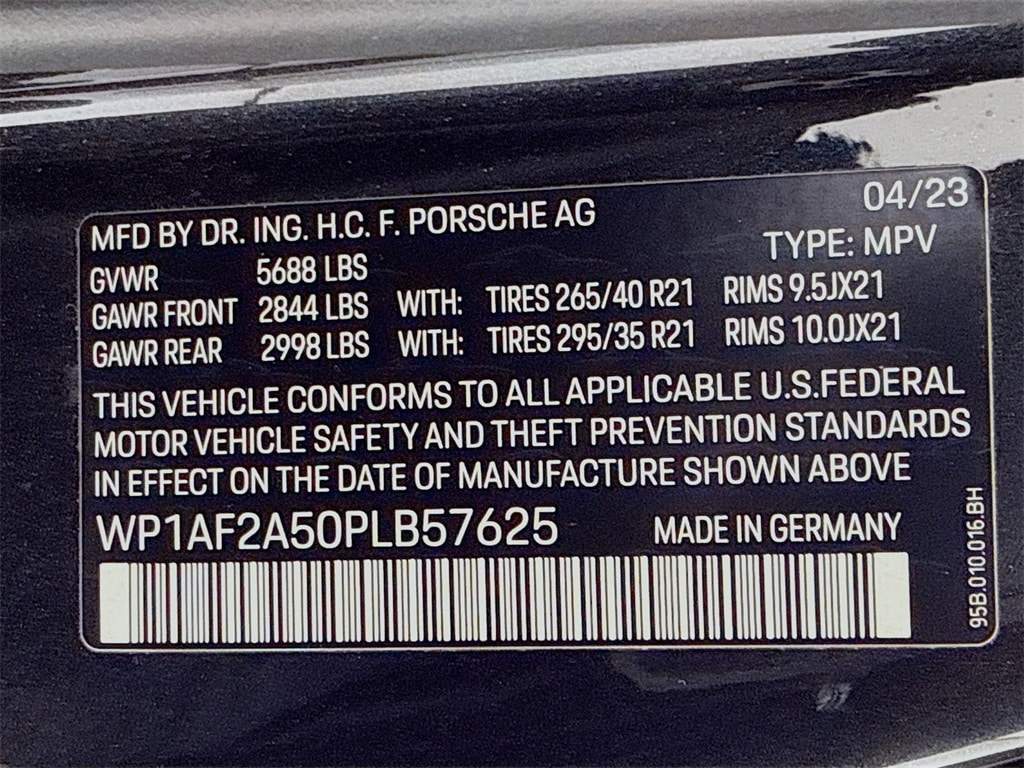 04/23
MFD BY DR. ING. H.C. F. PORSCHE AG
TYPE: MPV
GVWR 5688 LBS
GAWR FRONT 2844 LBS WITH: TIRES 265/40 R21 RIMS 9.5JX21
GAWR REAR 2998 LBS WITH: TIRES 295/35 R21 RIMS 10.0JX21
THIS VEHICLE CONFORMS TO ALL APPLICABLE U.S.FEDERAL
MOTOR VEHICLE SAFETY AND THEFT PREVENTION STANDARDS
IN EFFECT ON THE DATE OF MANUFACTURE SHOWN ABOVE
WP1AF2A50PLB57625 MADE IN GERMANY
95B.010.016.BH